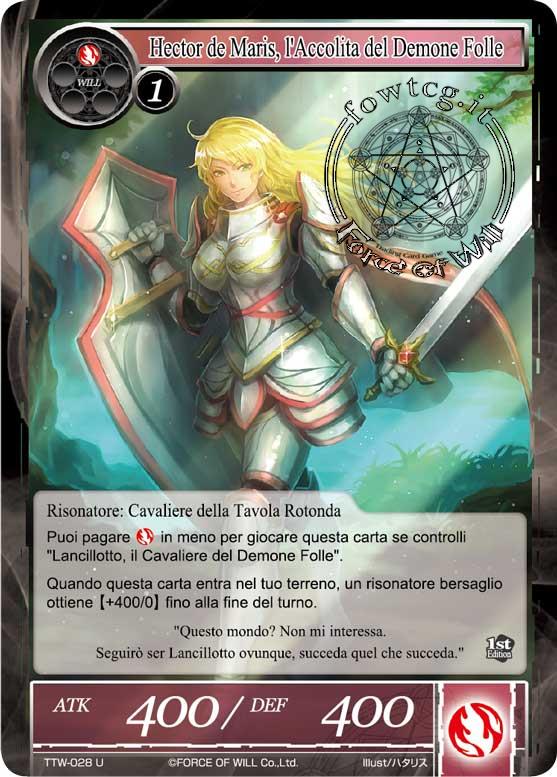 Hector de Maris, l'Accolita del Demone Folle
WILL
1
fowtcg.it
Trading Card Game
Force of Will
Risonatore: Cavaliere della Tavola Rotonda
Puoi pagare in meno per giocare questa carta se controlli
"Lancillotto, il Cavaliere del Demone Folle".
Quando questa carta entra nel tuo terreno, un risonatore bersaglio
ottiene 【+400/0】 fino alla fine del turno.
"Questo mondo? Non mi interessa.
Seguirò ser Lancillotto ovunque, succeda quel che succeda."
1st
Edition
ATK 400 / DEF 400
TTW-028 U ©FORCE OF WILL Co.,Ltd. Illust/ハタリス